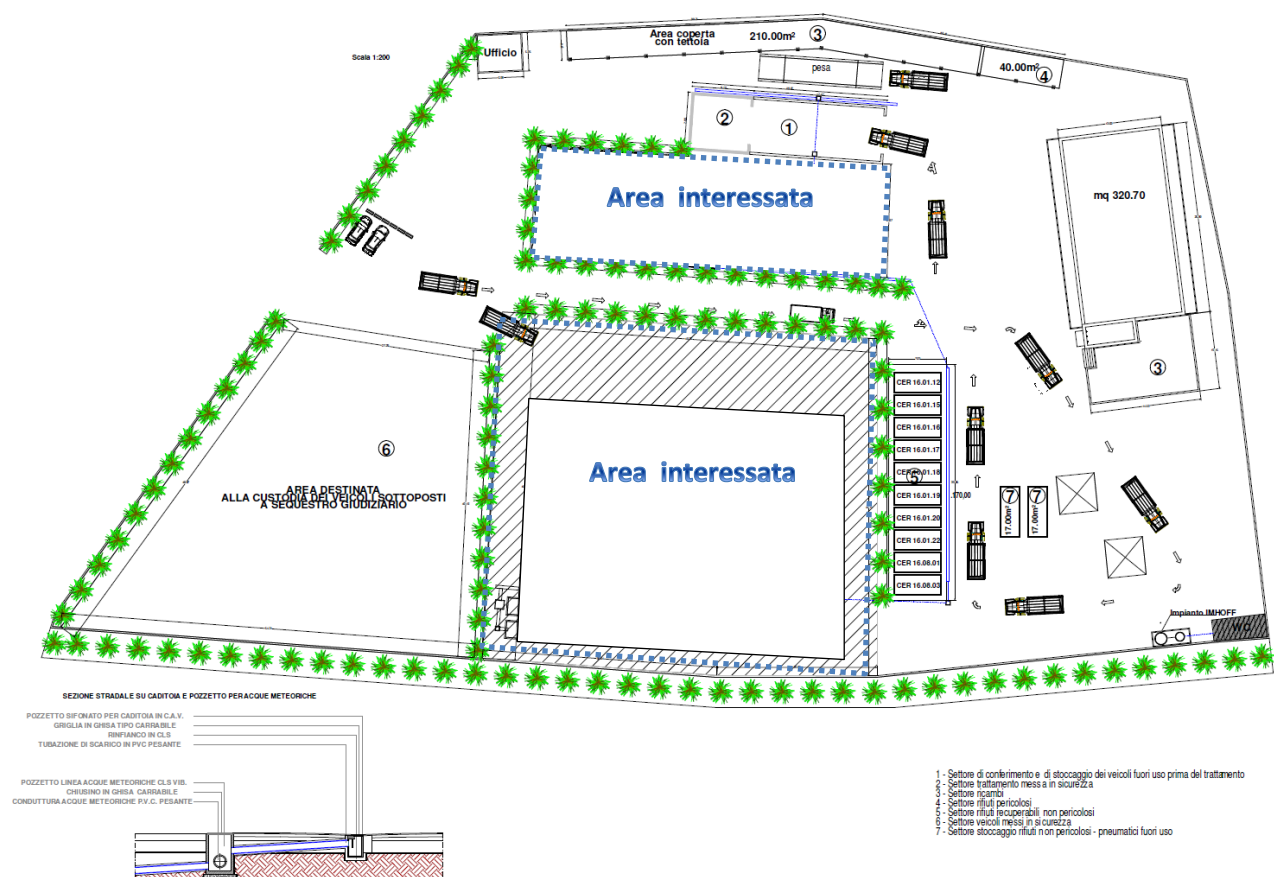 Scala 1:200
Ufficio
Area coperta
con tettoia
210.00m²
3
pesa
40.00m²
4
2
1
Area interessata
mq 320.70
3
6
AREA DESTINATA
ALLA CUSTODIA DEI VEICOLI SOTTOPOSTI
A SEQUESTRO GIUDIZIARIO
Area interessata
CER 16.01.12
CER 16.01.15
CER 16.01.16
CER 16.01.17
CER 16.01.18
5
CER 16.01.19
CER 16.01.20
CER 16.01.22
CER 16.08.01
CER 16.08.03
170,00
7
17.00m²
7
17.00m²
Impianto IMHOFF
WC
SEZIONE STRADALE SU CADITOIA E POZZETTO PER ACQUE METEORICHE
POZZETTO SIFONATO PER CADITOIA IN C.A.V.
GRIGLIA IN GHISA TIPO CARRABILE
RINFIANCO IN CLS
TUBAZIONE DI SCARICO IN PVC PESANTE
POZZETTO LINEA ACQUE METEORICHE CLS VIB.
CHIUSINO IN GHISA CARRABILE
CONDUTTURA ACQUE METEORICHE P.V.C. PESANTE
1 - Settore di conferimento e di stoccaggio dei veicoli fuori uso prima del trattamento
2 - Settore trattamento messa in sicurezza
3 - Settore ricambi
4 - Settore rifiuti pericolosi
5 - Settore rifiuti recuperabili non pericolosi
6 - Settore veicoli messi in sicurezza
7 - Settore stoccaggio rifiuti non pericolosi - pneumatici fuori uso